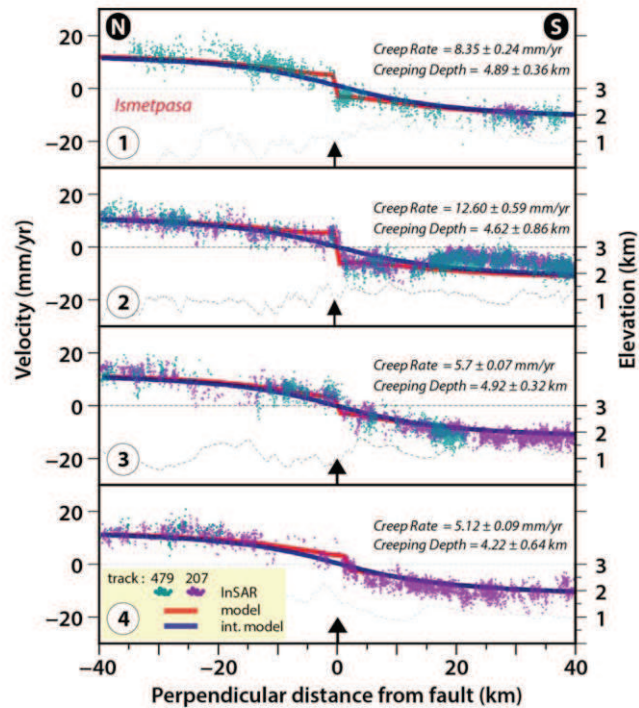 N
S
20
Creep Rate = 8.35 ± 0.24 mm/yr
Creeping Depth = 4.89 ± 0.36 km
0
3
Ismetpasa
2
−20
1
1
20
Creep Rate = 12.60 ± 0.59 mm/yr
Creeping Depth = 4.62 ± 0.86 km
0
3
2
−20
1
2
Velocity (mm/yr)
Elevation (km)
20
Creep Rate = 5.7 ± 0.07 mm/yr
Creeping Depth = 4.92 ± 0.32 km
0
3
2
−20
1
3
20
Creep Rate = 5.12 ± 0.09 mm/yr
Creeping Depth = 4.22 ± 0.64 km
0
3
track : 479 207
InSAR
2
model
−20
1
4
int. model
−40 −20 0 20 40
Perpendicular distance from fault (km)